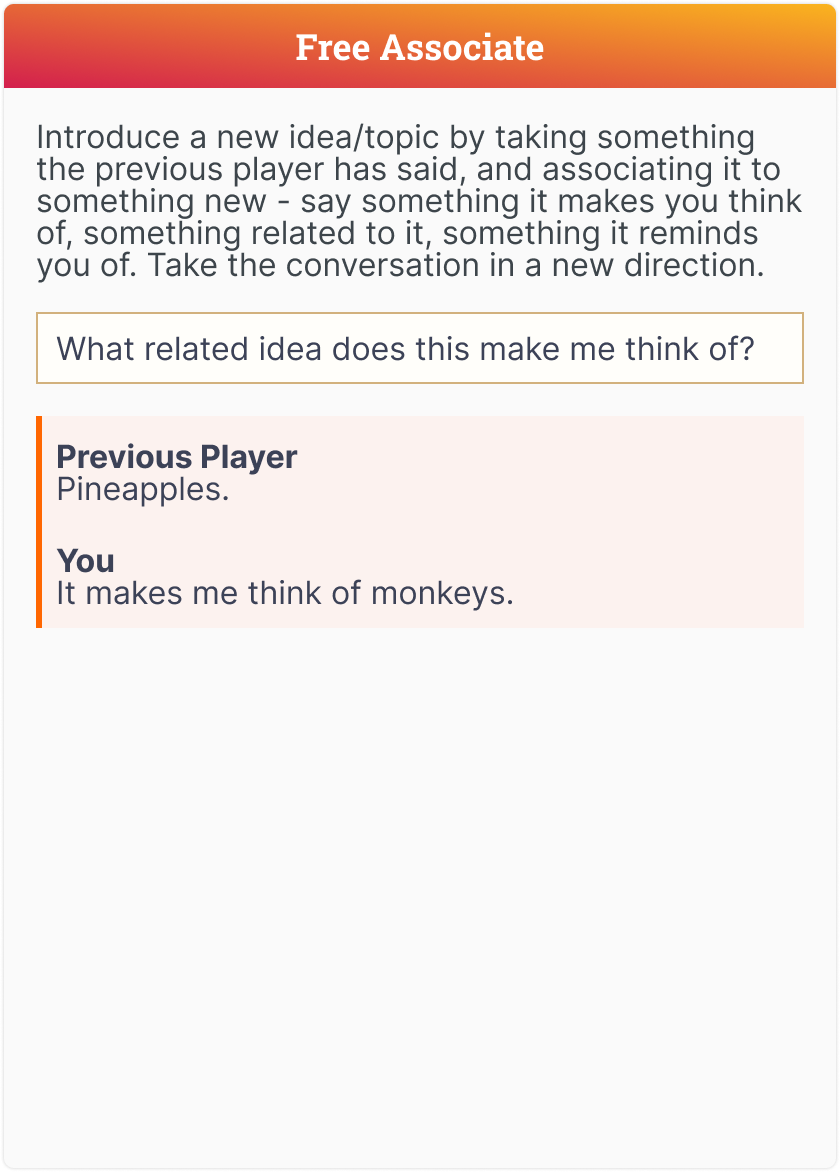 Free Associate
Introduce a new idea/topic by taking something
the previous player has said, and associating it to
something new - say something it makes you think
of, something related to it, something it reminds
you of. Take the conversation in a new direction.
What related idea does this make me think of?
Previous Player
Pineapples.
You
It makes me think of monkeys.